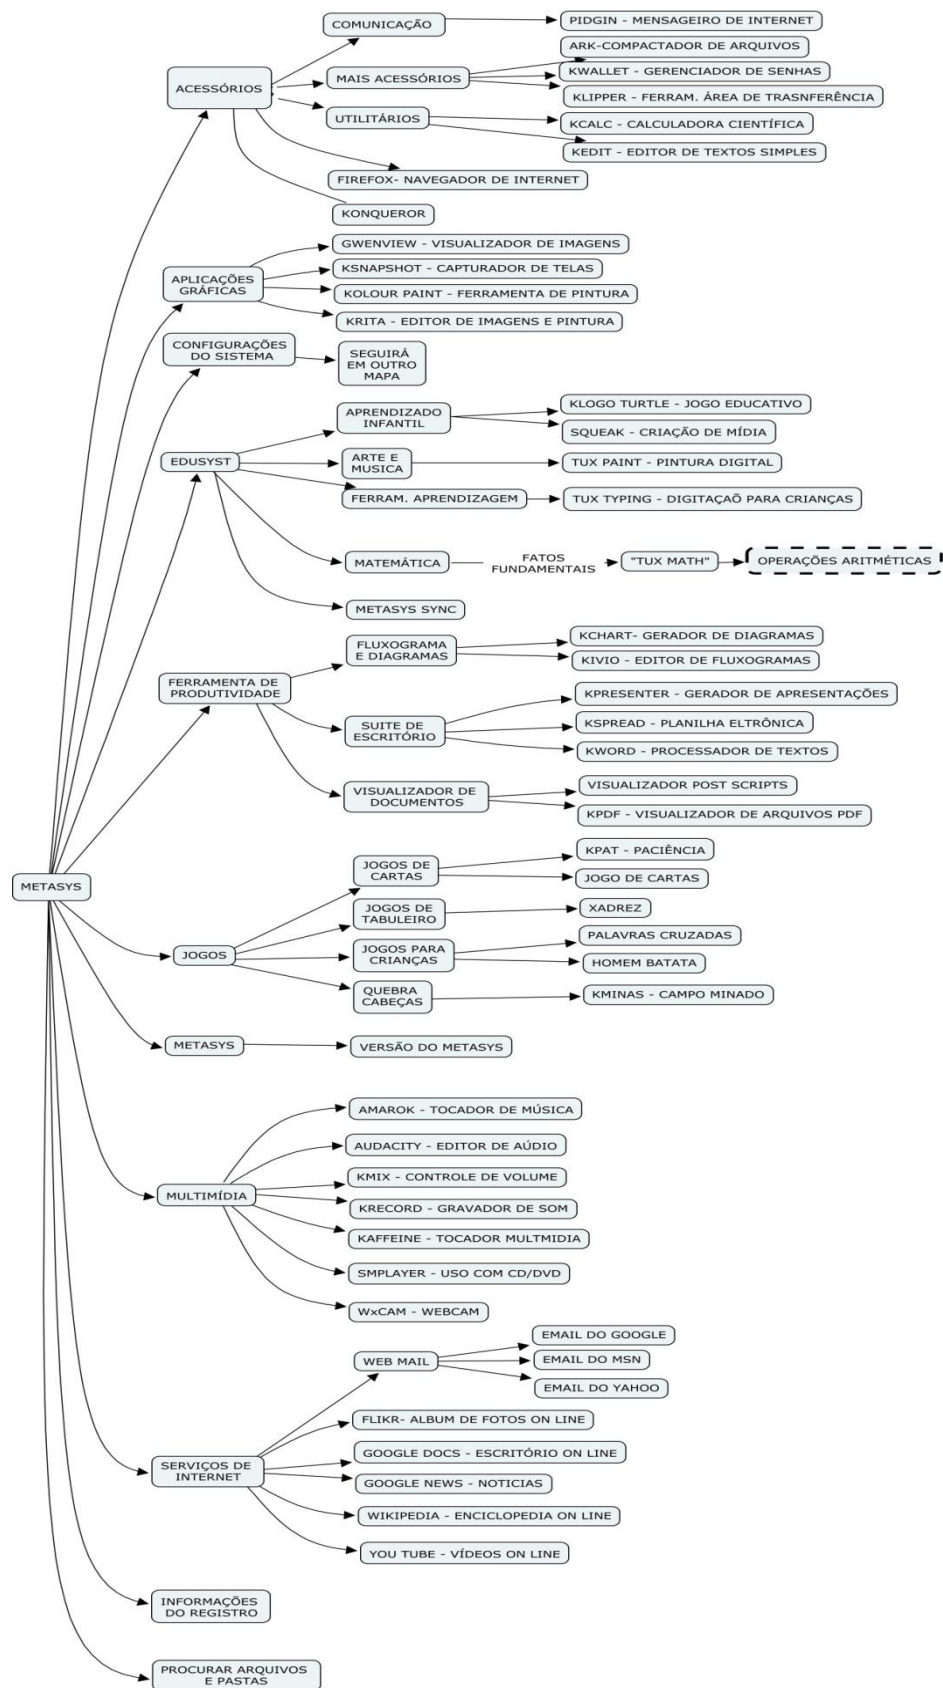 COMUNICAÇÃO
PIDGIN - MENSAGEIRO DE INTERNET
ACESSÓRIOS
MAIS ACESSÓRIOS
ARK-COMPACTADOR DE ARQUIVOS
KWALLET - GERENCIADOR DE SENHAS
KLIPPER - FERRAM. ÁREA DE TRASNFERÊNCIA
UTILITÁRIOS
KCALC - CALCULADORA CIENTÍFICA
KEDIT - EDITOR DE TEXTOS SIMPLES
FIREFOX- NAVEGADOR DE INTERNET
KONQUEROR
APLICAÇÕES
GRÁFICAS
GWENVIEW - VISUALIZADOR DE IMAGENS
KSNAPSHOT - CAPTURADOR DE TELAS
KOLOUR PAINT - FERRAMENTA DE PINTURA
KRITA - EDITOR DE IMAGENS E PINTURA
CONFIGURAÇÕES
DO SISTEMA
SEGUIRÁ
EM OUTRO
MAPA
EDUSYST
APRENDIZADO
INFANTIL
KLOGO TURTLE - JOGO EDUCATIVO
SQUEAK - CRIAÇÃO DE MÍDIA
ARTE E
MUSICA
TUX PAINT - PINTURA DIGITAL
FERRAM. APRENDIZAGEM
TUX TYPING - DIGITAÇAÕ PARA CRIANÇAS
MATEMÁTICA
FATOS
FUNDAMENTAIS
"TUX MATH"
OPERAÇÕES ARITMÉTICAS
METASYS SYNC
FERRAMENTA DE
PRODUTIVIDADE
FLUXOGRAMA
E DIAGRAMAS
KCHART- GERADOR DE DIAGRAMAS
KIVIO - EDITOR DE FLUXOGRAMAS
SUITE DE
ESCRITÓRIO
KPRESENTER - GERADOR DE APRESENTAÇÕES
KSPREAD - PLANILHA ELTRÔNICA
KWORD - PROCESSADOR DE TEXTOS
VISUALIZADOR DE
DOCUMENTOS
VISUALIZADOR POST SCRIPTS
KPDF - VISUALIZADOR DE ARQUIVOS PDF
METASYS
JOGOS
JOGOS DE
CARTAS
KPAT - PACIÊNCIA
JOGO DE CARTAS
JOGOS DE
TABULEIRO
XADREZ
JOGOS PARA
CRIANÇAS
PALAVRAS CRUZADAS
HOMEM BATATA
QUEBRA
CABEÇAS
KMINAS - CAMPO MINADO
METASYS
VERSÃO DO METASYS
MULTIMÍDIA
AMAROK - TOCADOR DE MÚSICA
AUDACITY - EDITOR DE AÚDIO
KMIX - CONTROLE DE VOLUME
KRECORD - GRAVADOR DE SOM
KAFFEINE - TOCADOR MULTMIDIA
SMPLAYER - USO COM CD/DVD
WxCAM - WEBCAM
SERVIÇOS DE
INTERNET
WEB MAIL
EMAIL DO GOOGLE
EMAIL DO MSN
EMAIL DO YAHOO
FLIKR- ALBUM DE FOTOS ON LINE
GOOGLE DOCS - ESCRITÓRIO ON LINE
GOOGLE NEWS - NOTICIAS
WIKIPEDIA - ENCICLOPEDIA ON LINE
YOU TUBE - VÍDEOS ON LINE
INFORMAÇÕES
DO REGISTRO
PROCURAR ARQUIVOS
E PASTAS